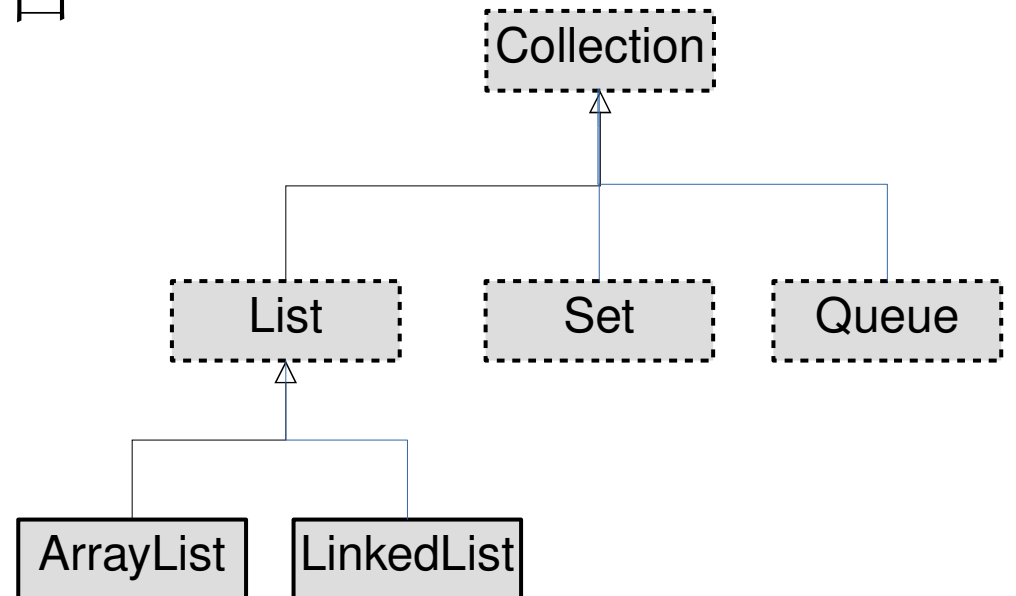 Collection
List
Set
Queue
ArrayList
LinkedList